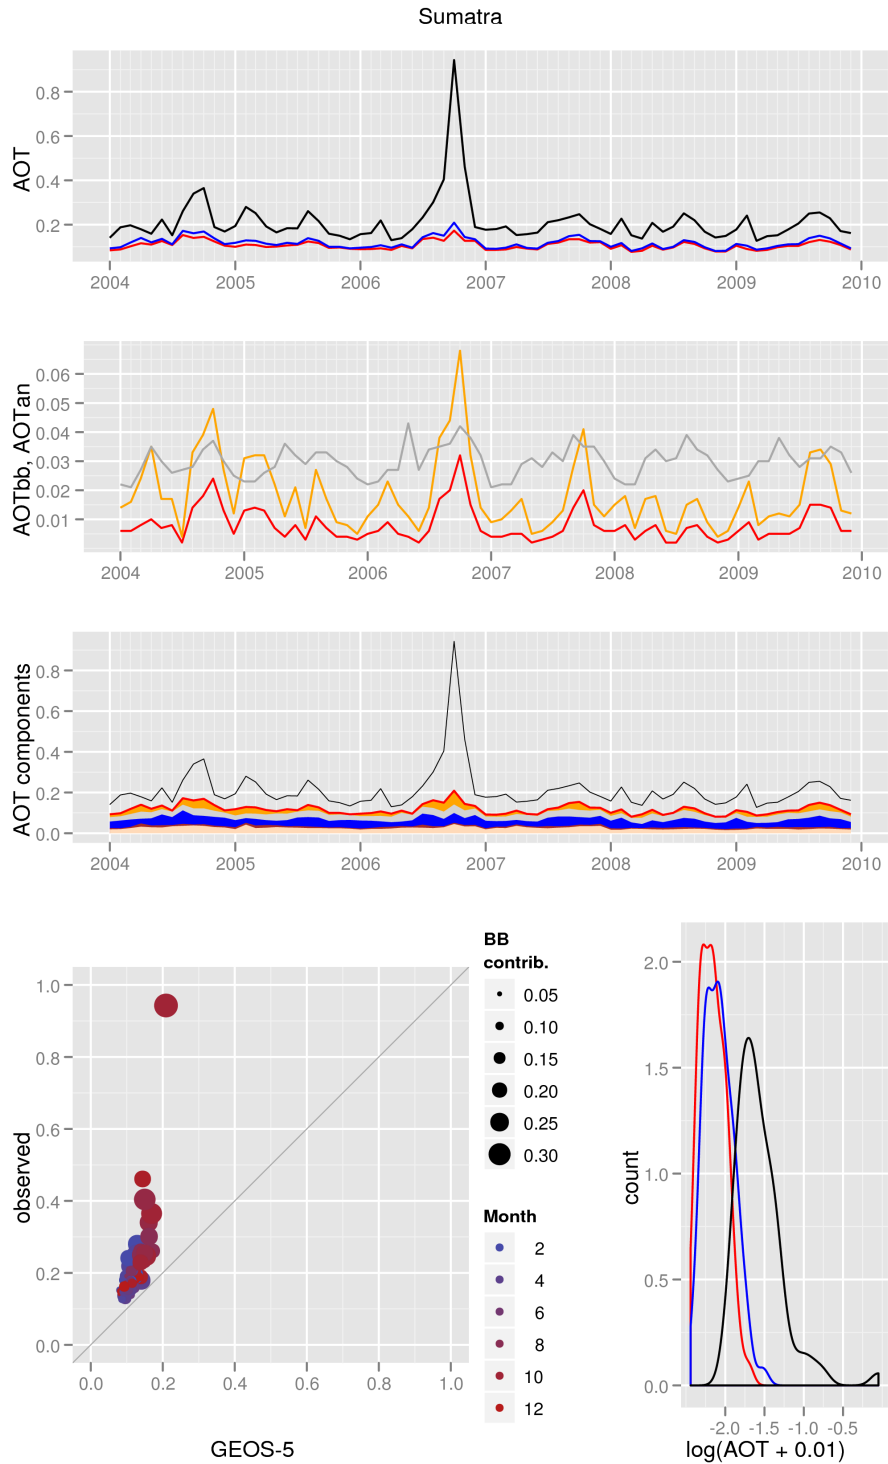 Sumatra
AOT
0.8
0.6
0.4
0.2
2004 2005 2006 2007 2008 2009 2010
AOTbb, AOTan
0.06
0.05
0.04
0.03
0.02
0.01
2004 2005 2006 2007 2008 2009 2010
AOT components
0.8
0.6
0.4
0.2
0.0
2004 2005 2006 2007 2008 2009 2010
observed
1.0
0.8
0.6
0.4
0.2
0.0
0.0 0.2 0.4 0.6 0.8 1.0
GEOS-5
BB
contrib.
0.05
0.10
0.15
0.20
0.25
0.30
Month
2
4
6
8
10
12
count
2.0
1.5
1.0
0.5
0.0
-2.0 -1.5 -1.0 -0.5
log(AOT + 0.01)